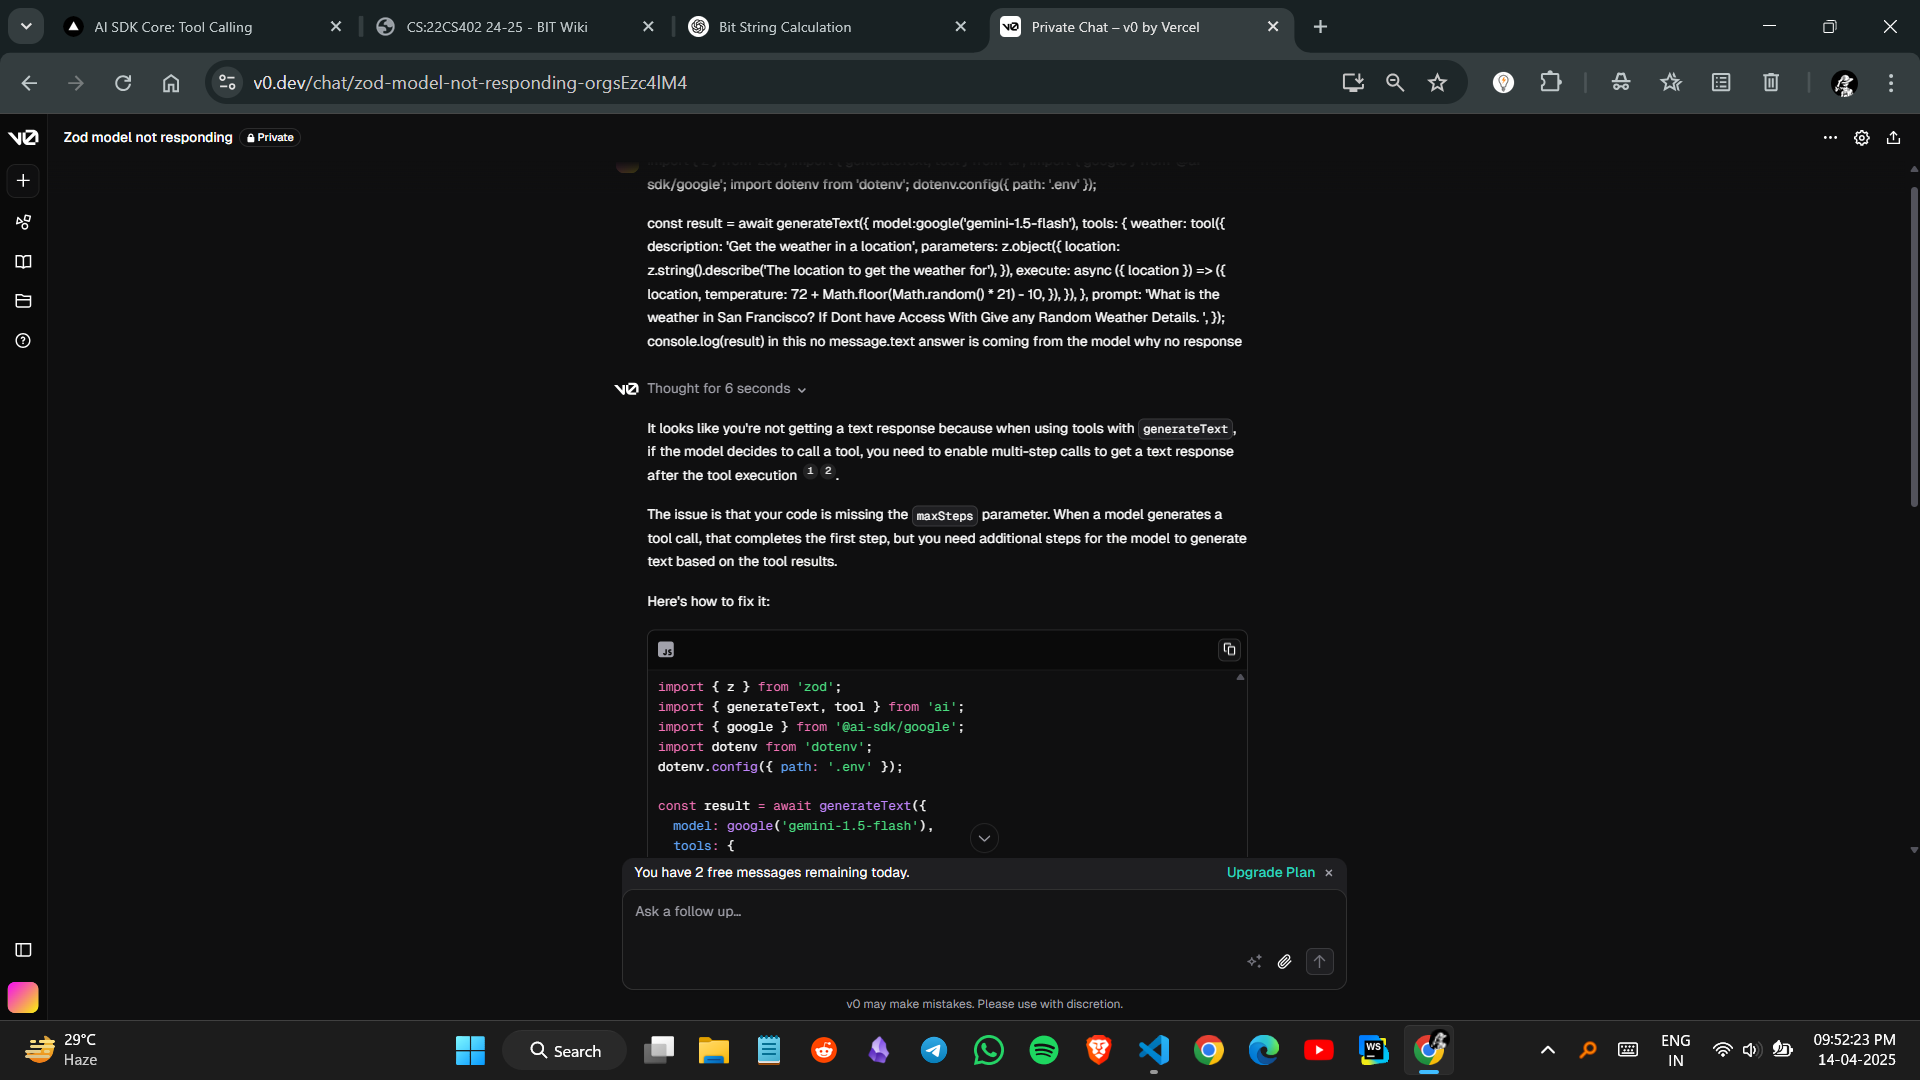 AI SDK Core: Tool Calling
CS:22CS402 24-25 - BIT Wiki
Bit String Calculation
Private Chat – v0 by Vercel
v0.dev/chat/zod-model-not-responding-orgsEzc4lM4
Zod model not responding
Private
sdk/google'; import dotenv from 'dotenv'; dotenv.config({ path: '.env' });
const result = await generateText({ model:google('gemini-1.5-flash'), tools: { weather: tool({
description: 'Get the weather in a location', parameters: z.object({ location:
z.string().describe('The location to get the weather for'), }), execute: async ({ location }) => ({
location, temperature: 72 + Math.floor(Math.random() * 21) - 10, }), }), }, prompt: 'What is the
weather in San Francisco? If Dont have Access With Give any Random Weather Details. ', });
console.log(result) in this no message.text answer is coming from the model why no response
v0
Thought for 6 seconds
It looks like you're not getting a text response because when using tools with generateText,
if the model decides to call a tool, you need to enable multi-step calls to get a text response
after the tool execution 1 2.
The issue is that your code is missing the maxSteps parameter. When a model generates a
tool call, that completes the first step, but you need additional steps for the model to generate
text based on the tool results.
Here's how to fix it:
JS
import { z } from 'zod';
import { generateText, tool } from 'ai';
import { google } from '@ai-sdk/google';
import dotenv from 'dotenv';
dotenv.config({ path: '.env' });
const result = await generateText({
model: google('gemini-1.5-flash'),
tools: {
You have 2 free messages remaining today.
Upgrade Plan
Ask a follow up...
v0 may make mistakes. Please use with discretion.
29°C
Haze
Search
WS
ENG
IN
09:52:23 PM
14-04-2025